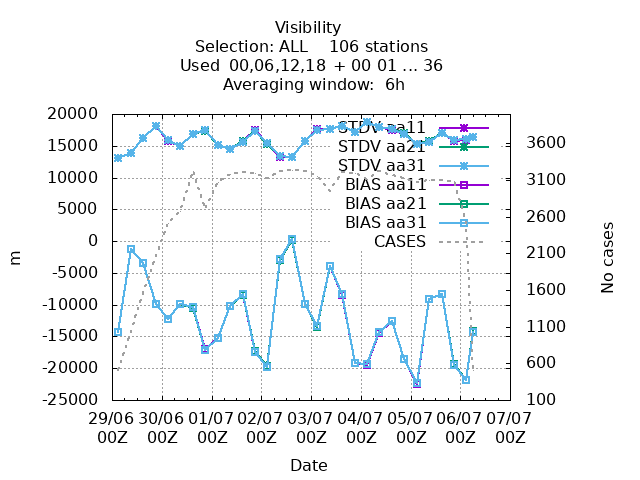 Visibility
Selection: ALL    106 stations
Used  00,06,12,18 + 00 01 ... 36
Averaging window:  6h
20000
15000
10000
5000
0
-5000
-10000
-15000
-20000
-25000
m
STDV aa11
STDV aa21
STDV aa31
BIAS aa11
BIAS aa21
BIAS aa31
CASES
3600
3100
2600
2100
1600
1100
600
100
No cases
29/06 30/06 01/07 02/07 03/07 04/07 05/07 06/07 07/07
00Z 00Z 00Z 00Z 00Z 00Z 00Z 00Z 00Z
Date